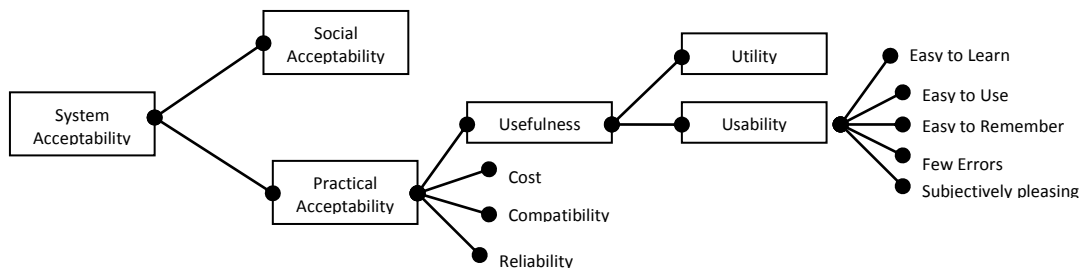 Social
Acceptability
Utility
Easy to Learn
System
Acceptability
Usefulness
Usability
Easy to Use
Easy to Remember
Few Errors
Subjectively pleasing
Practical
Acceptability
Cost
Compatibility
Reliability